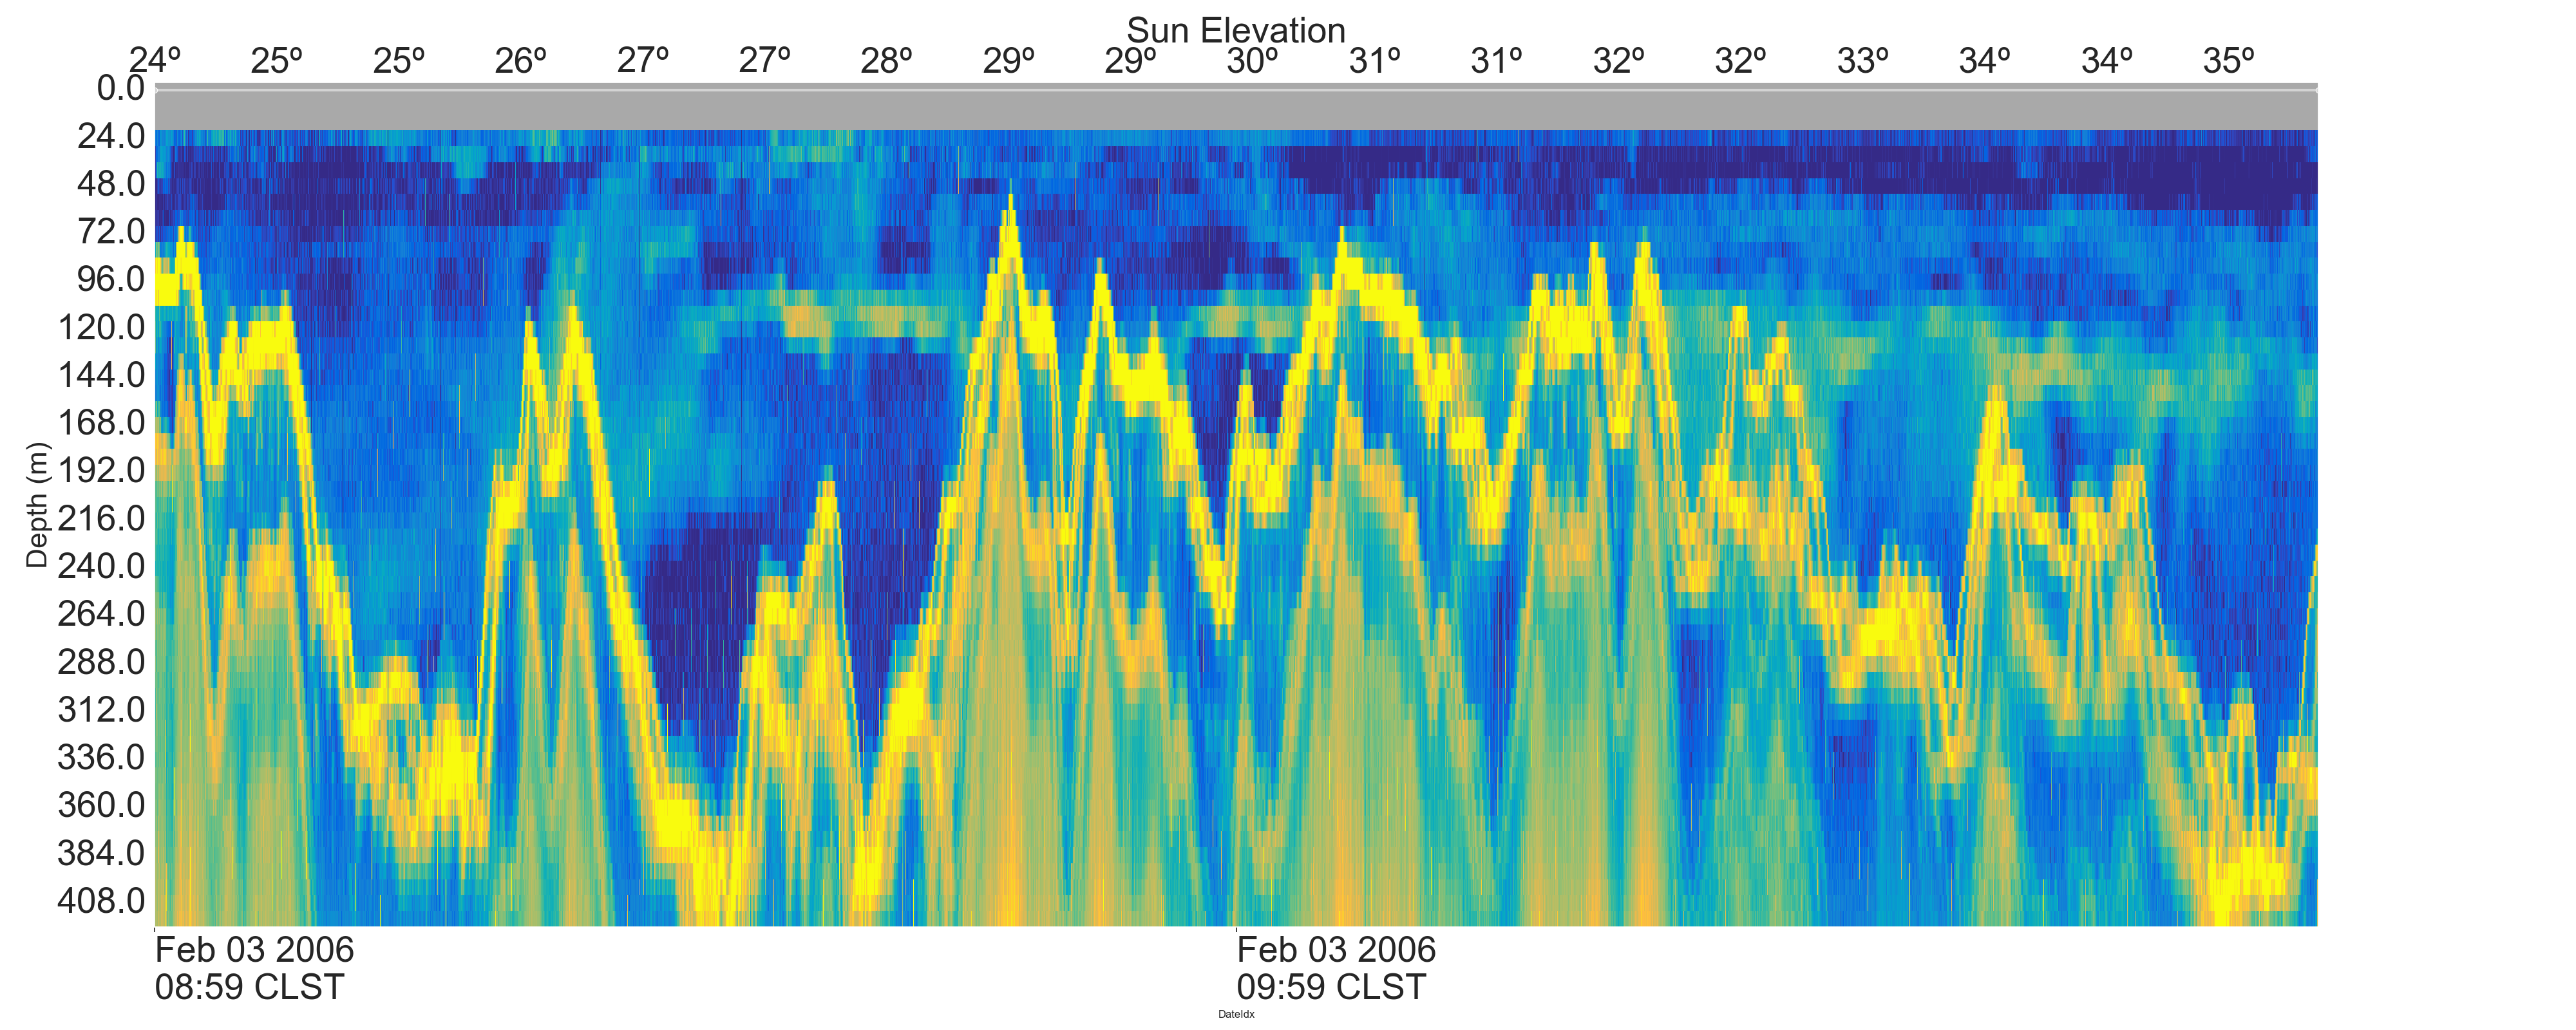 Sun Elevation
24º 25º 25º 26º 27º 27º 28º 29º 29º 30º 31º 31º 32º 32º 33º 34º 34º 35º
0.0
24.0
48.0
72.0
96.0
120.0
144.0
168.0
192.0
216.0
240.0
264.0
288.0
312.0
336.0
360.0
384.0
408.0
Depth (m)
Feb 03 2006
08:59 CLST
Feb 03 2006
09:59 CLST
DateIdx